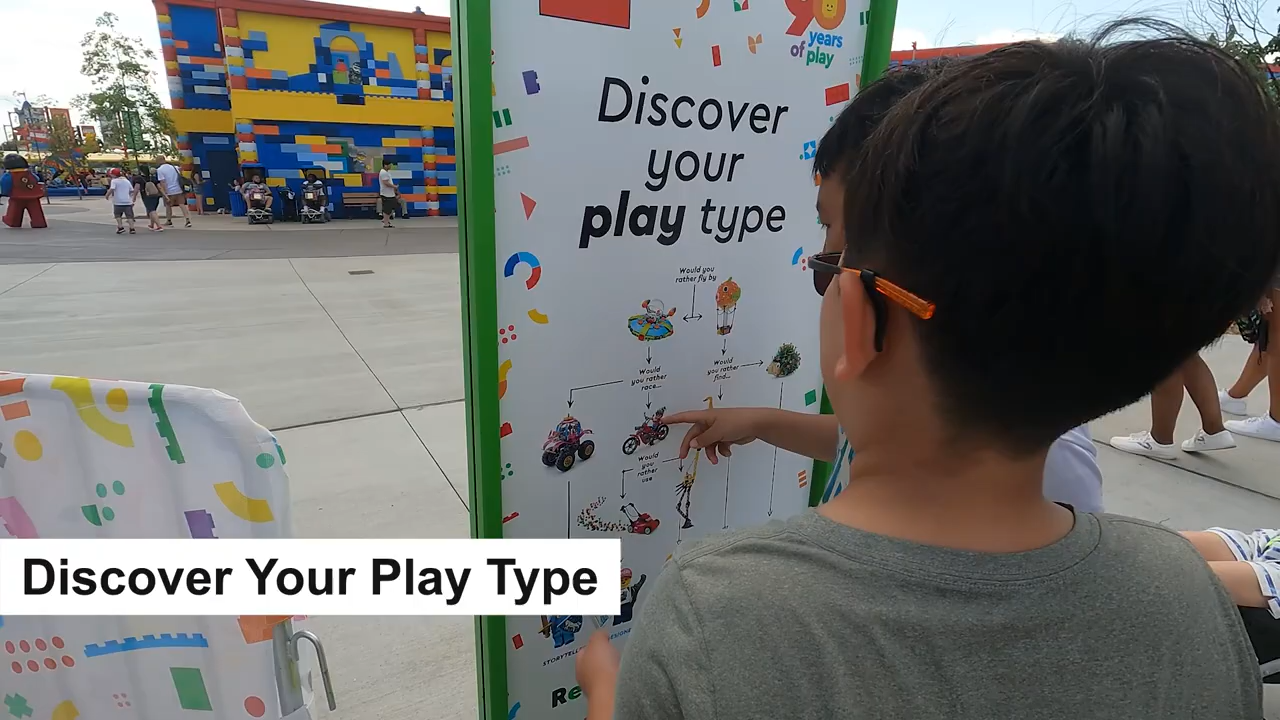 90
years
of play
Discover
your
play type
Would you
rather fly by
Would
you rather
race...
Would
you rather
find...
Would
you rather
use
Discover Your Play Type